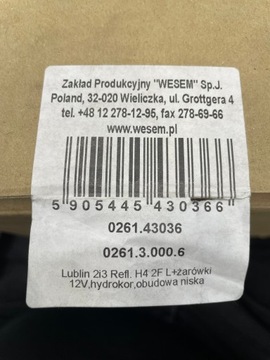 Zakład Produkcyjny "WESEM" Sp.J.
Poland, 32-020 Wieliczka, ul. Grottgera 4
tel. +48 12 278-12-95, fax 278-69-66
www.wesem.pl
5 905445 430366
0261.43036
0261.3.000.6
Lublin 2i3 Refl. H4 2F L+żarówki
12V,hydrokor,obudowa niska